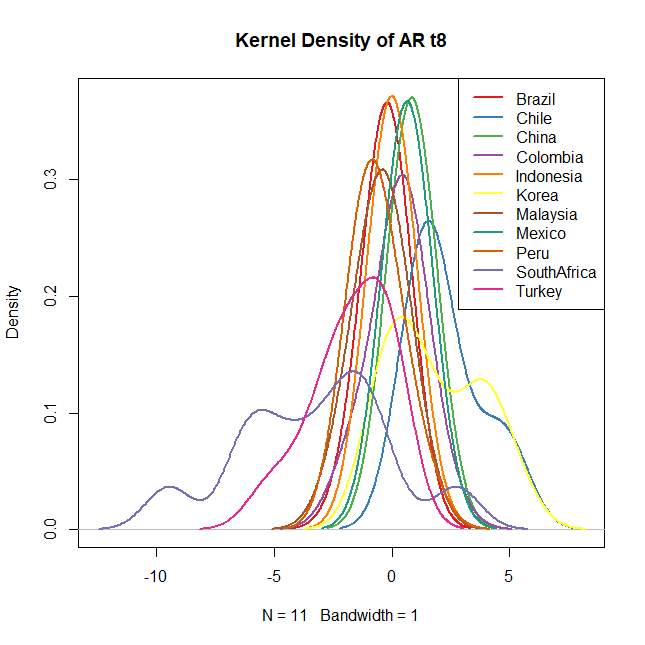 Kernel Density of AR t8
Brazil
Chile
China
Colombia
Indonesia
Korea
Malaysia
Mexico
Peru
SouthAfrica
Turkey
Density
0.3
0.2
0.1
0.0
-10
-5
0
5
N = 11 Bandwidth = 1